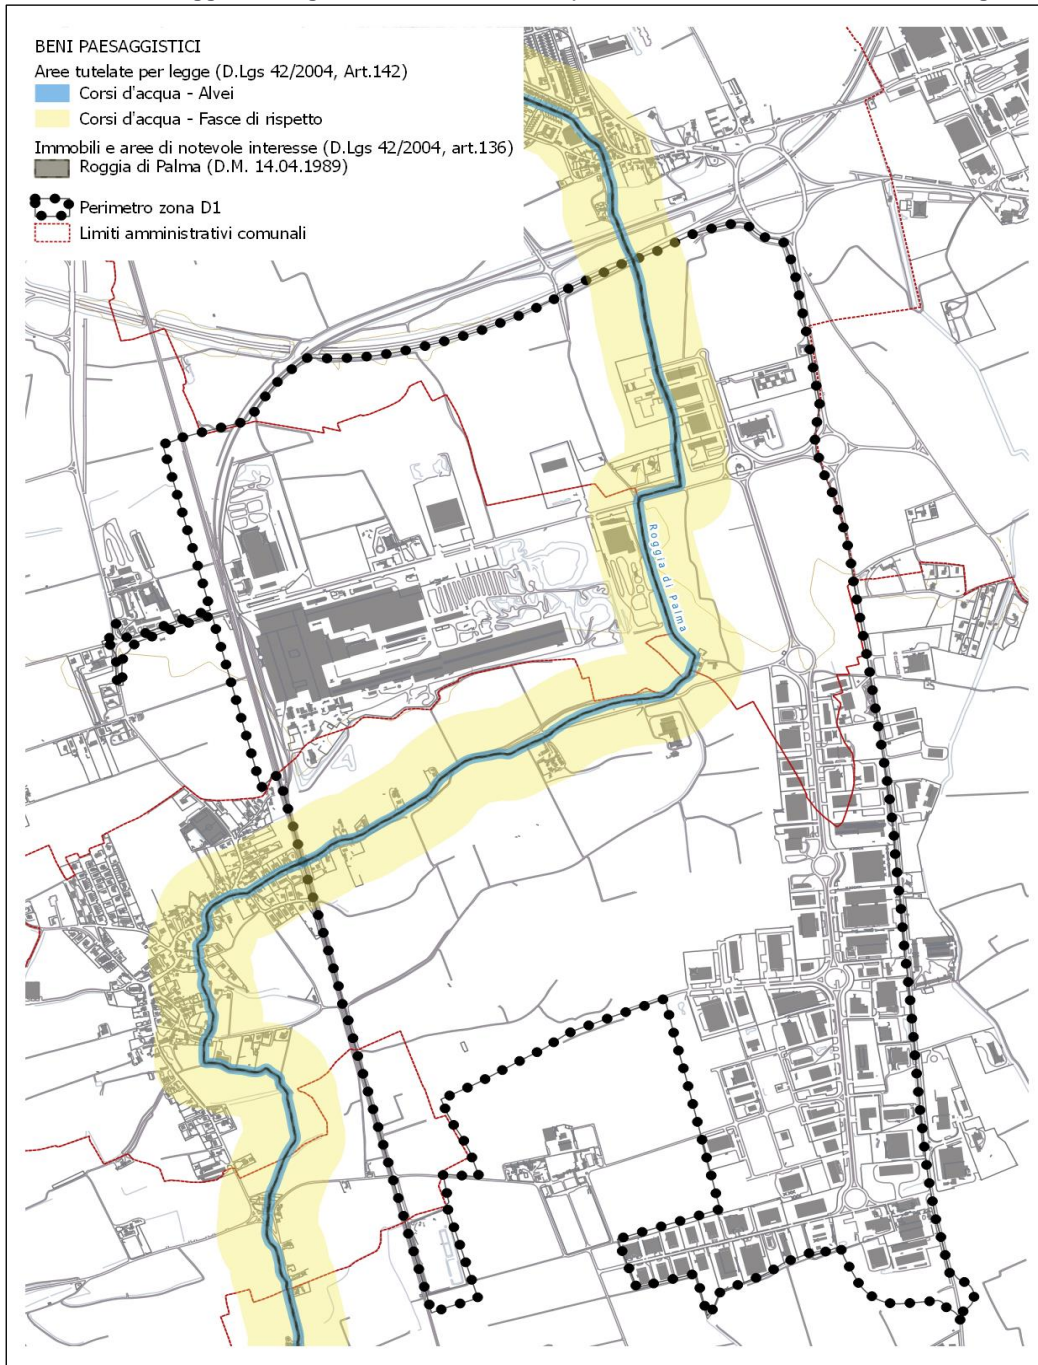 BENI PAESAGGISTICI
Aree tutelate per legge (D.Lgs 42/2004, Art.142)
Corsi d'acqua - Alvei
Corsi d'acqua - Fasce di rispetto
Immobili e aree di notevole interesse (D.Lgs 42/2004, art.136)
Roggia di Palma (D.M. 14.04.1989)
Perimetro zona D1
Limiti amministrativi comunali
Roggia di Palma